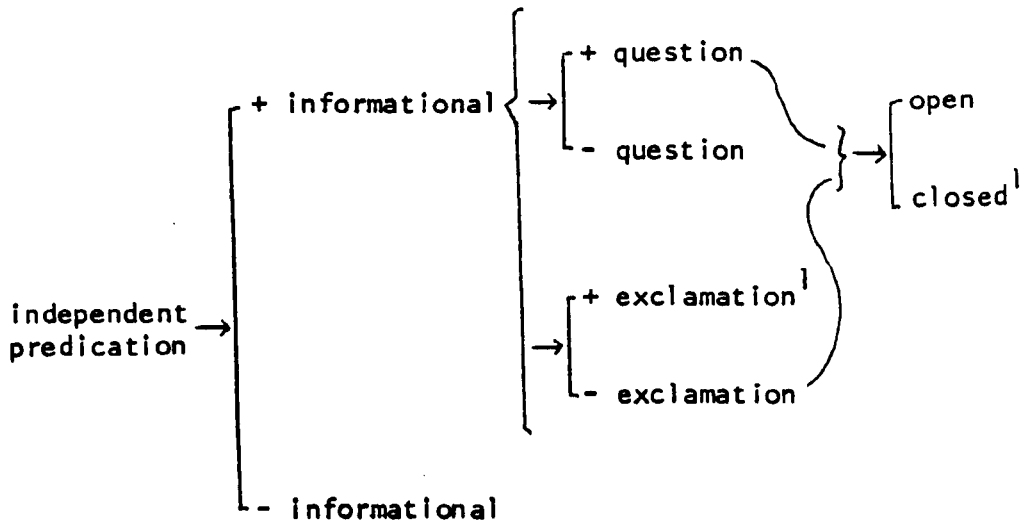 + question
open
+ informational
- question
closed¹
+ exclamation¹
independent
predication
- exclamation
- informational